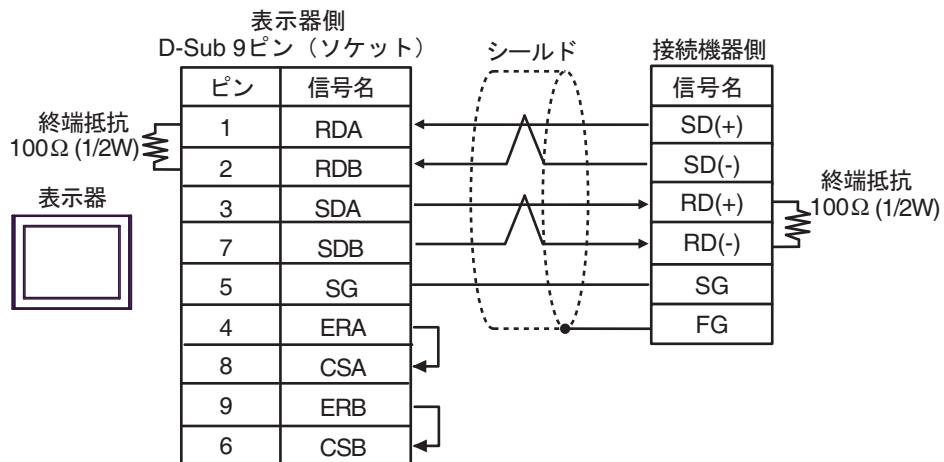 表示器側
D-Sub 9ピン（ソケット）
シールド
接続機器側
ピン 信号名
信号名
終端抵抗
100Ω (1/2W)
1 RDA
SD(+)
2 RDB
SD(-)
表示器
3 SDA
RD(+)
終端抵抗
100Ω (1/2W)
7 SDB
RD(-)
5 SG
SG
4 ERA
FG
8 CSA
9 ERB
6 CSB